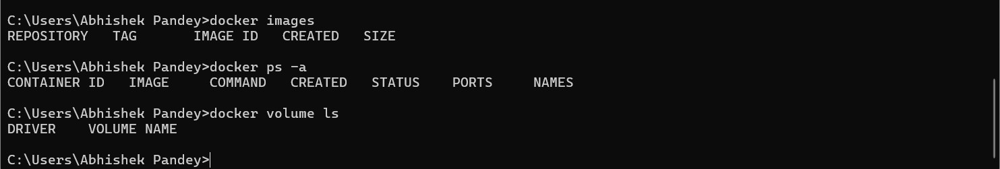 C:\Users\Abhishek Pandey>docker images
REPOSITORY   TAG       IMAGE ID   CREATED   SIZE
C:\Users\Abhishek Pandey>docker ps -a
CONTAINER ID   IMAGE     COMMAND   CREATED   STATUS    PORTS     NAMES
C:\Users\Abhishek Pandey>docker volume ls
DRIVER    VOLUME NAME
C:\Users\Abhishek Pandey>